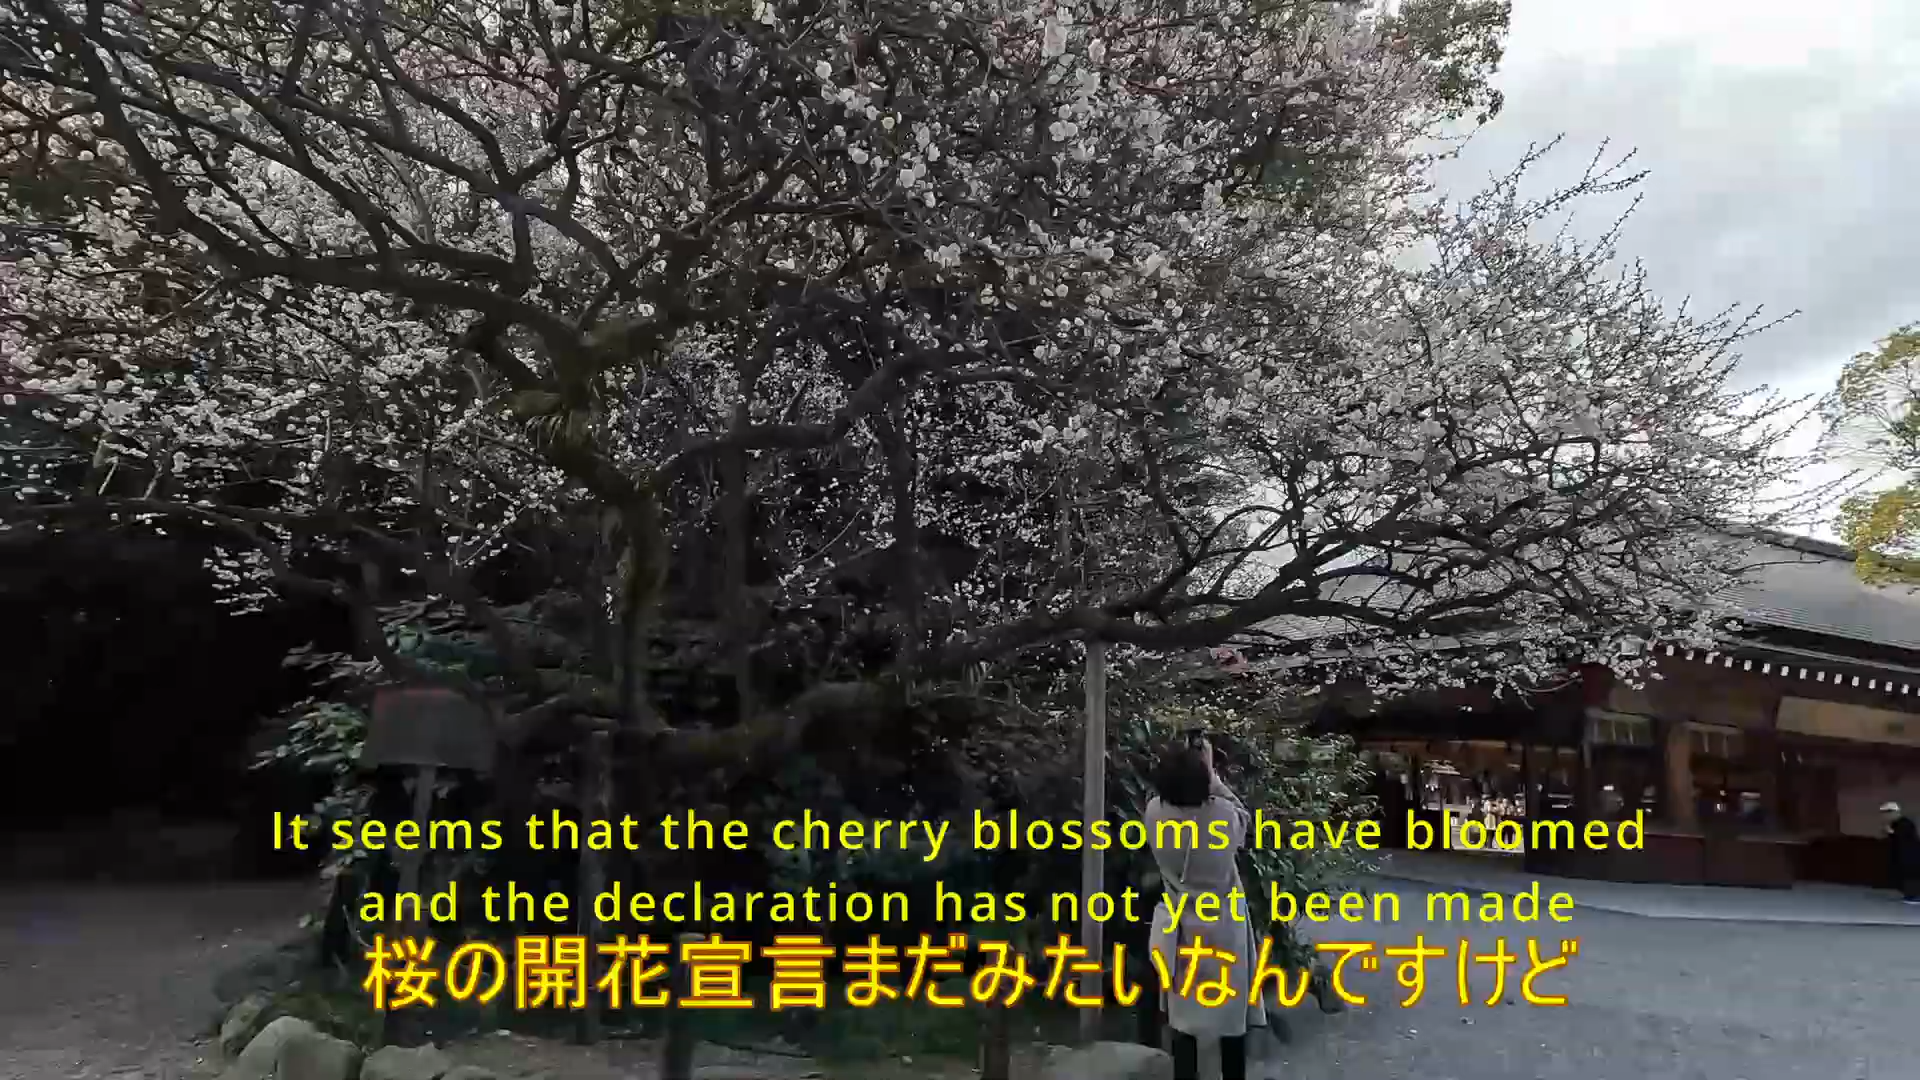 It seems that the cherry blossoms have bloomed
and the declaration has not yet been made
桜の開花宣言まだみたいなんですけど